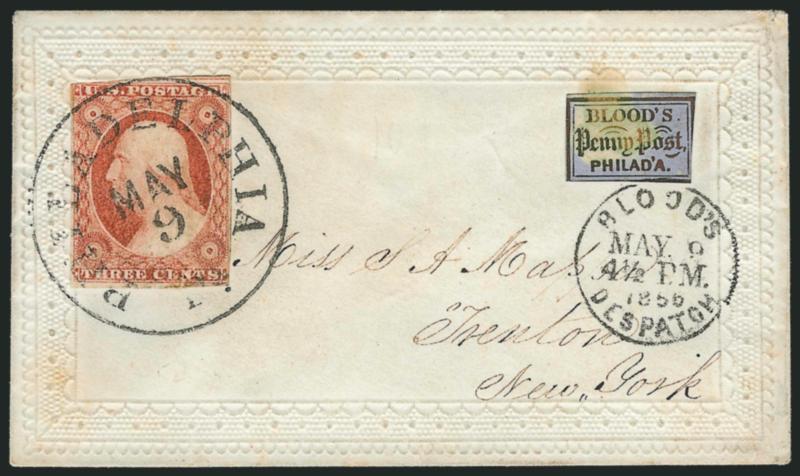 U.S. POSTAGE
THREE CENTS
PHILADELPHIA
MAY
9
BLOOD'S
Penny Post,
PHILAD'A.
BLOOD'S
MAY. 9
4½ P.M.
1856
DESPATCH
Miss S A
Trenton
New York